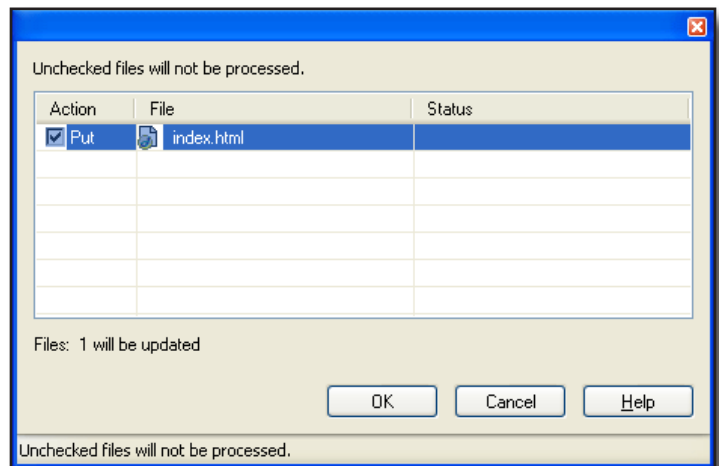 Unchecked files will not be processed.
Action File Status
Put index.html
Files: 1 will be updated
OK Cancel Help
Unchecked files will not be processed.